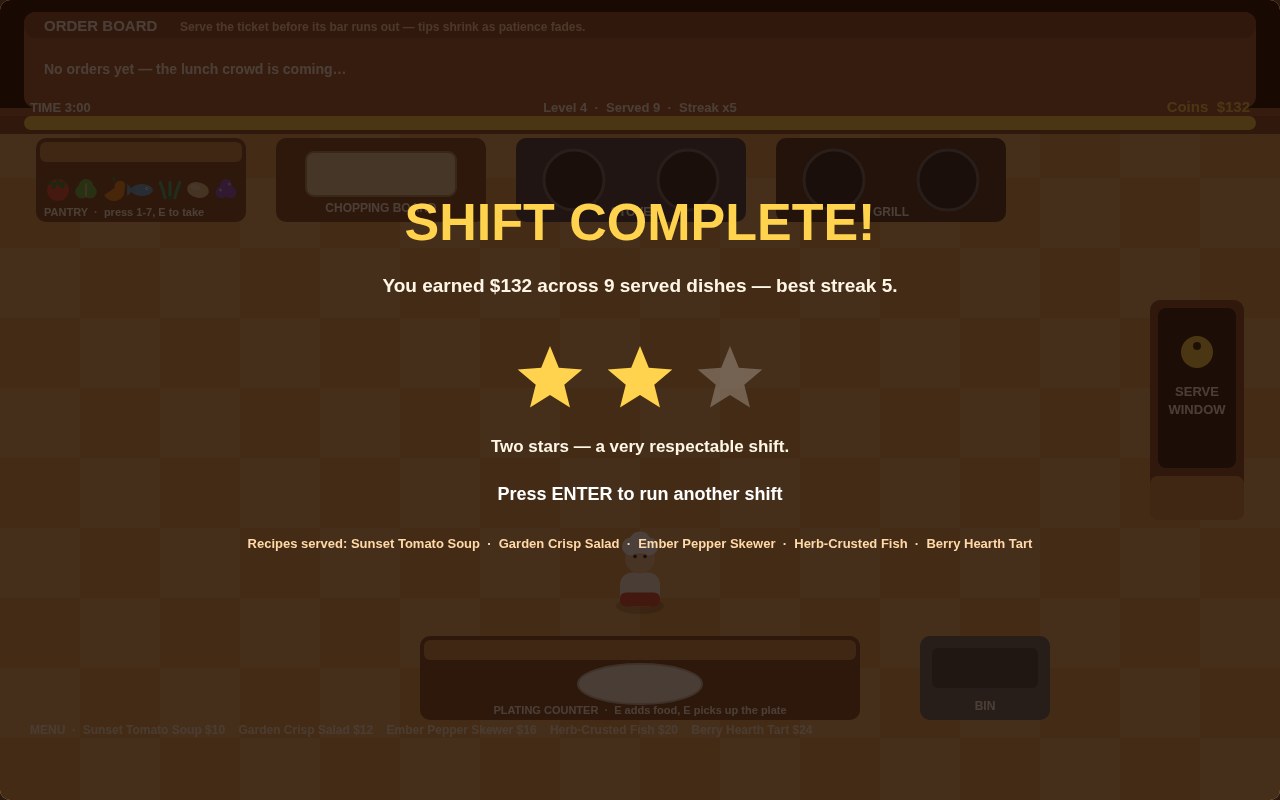 ORDER BOARD Serve the ticket before its bar runs out — tips shrink as patience fades.
No orders yet — the lunch crowd is coming…
TIME 3:00 Level 4 · Served 9 · Streak x5 Coins $132
PANTRY · press 1-7, E to take
CHOPPING BOARD
GRILL
SHIFT COMPLETE!
You earned $132 across 9 served dishes — best streak 5.
SERVE
WINDOW
Two stars — a very respectable shift.
Press ENTER to run another shift
Recipes served: Sunset Tomato Soup · Garden Crisp Salad · Ember Pepper Skewer · Herb-Crusted Fish · Berry Hearth Tart
PLATING COUNTER · E adds food, E picks up the plate
BIN
MENU · Sunset Tomato Soup $10 Garden Crisp Salad $12 Ember Pepper Skewer $16 Herb-Crusted Fish $20 Berry Hearth Tart $24